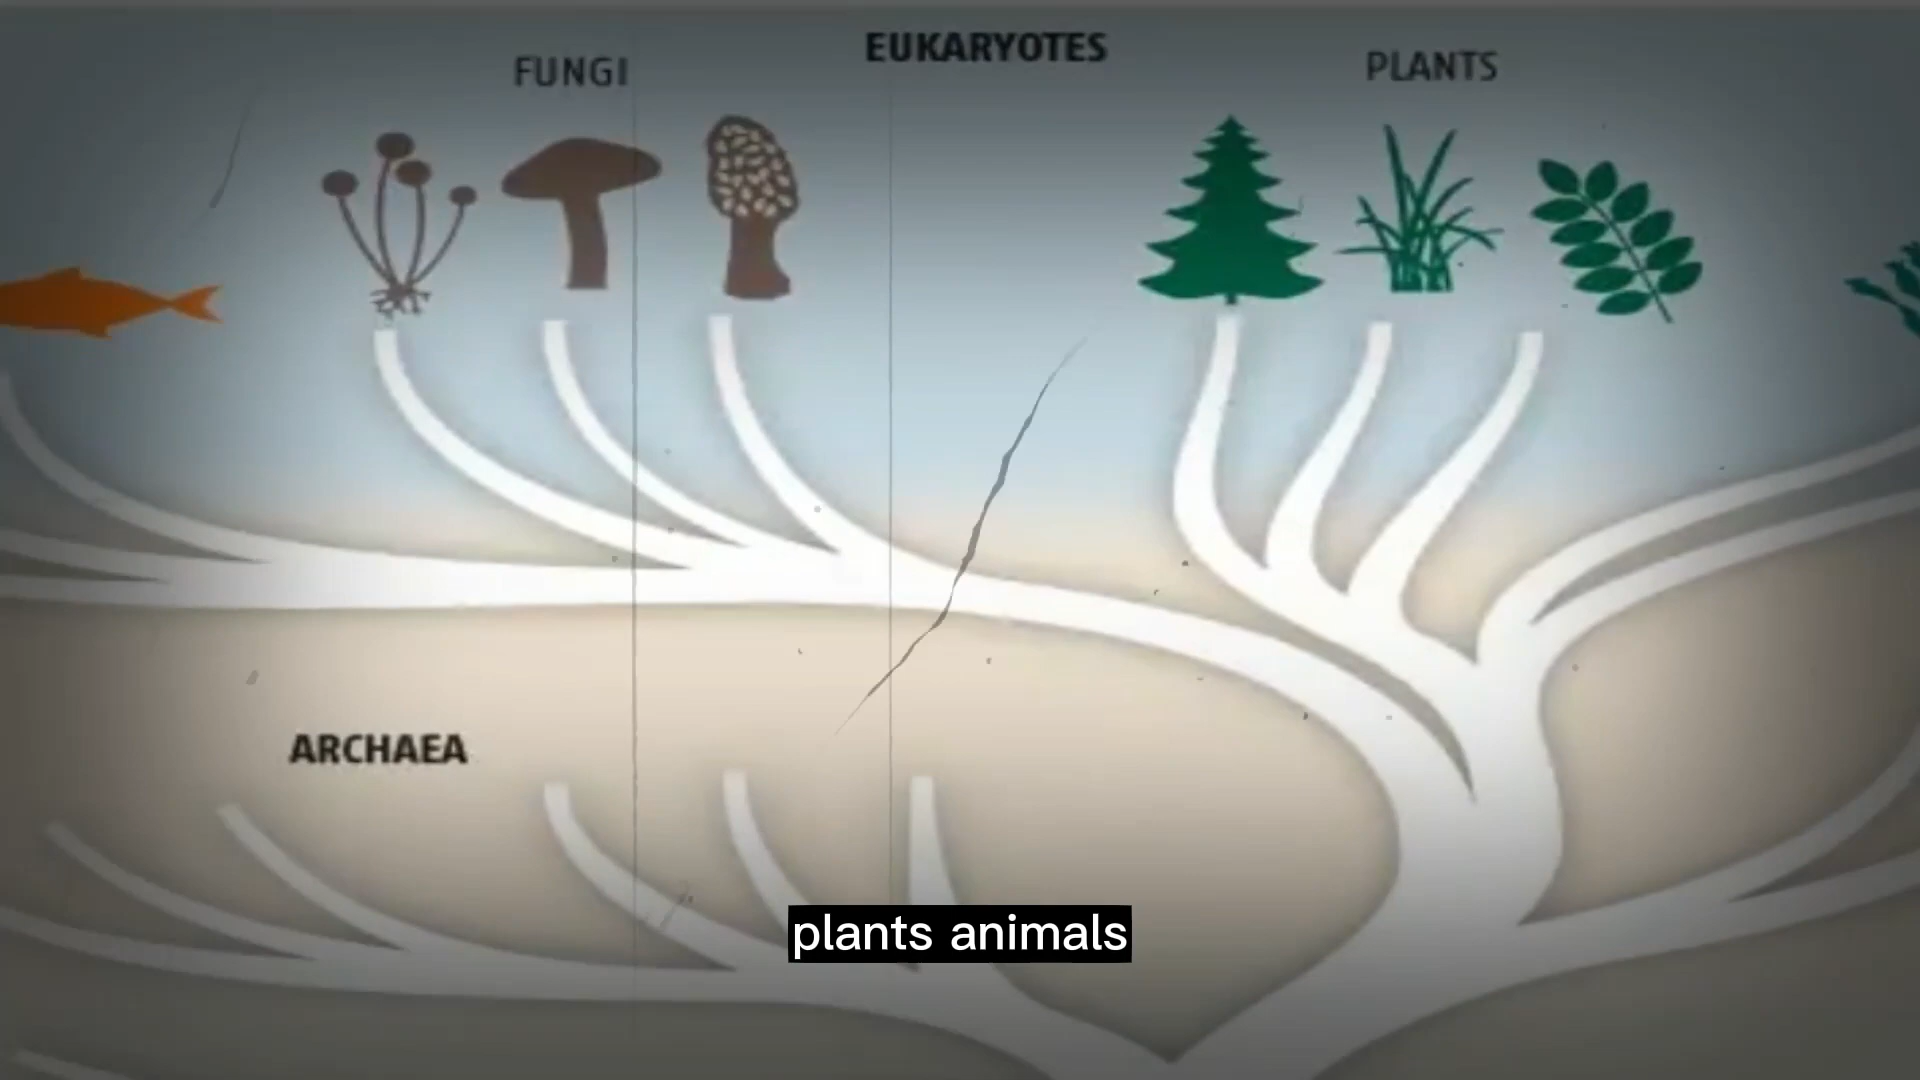 EUKARYOTES
FUNGI
PLANTS
ARCHAEA
plants animals